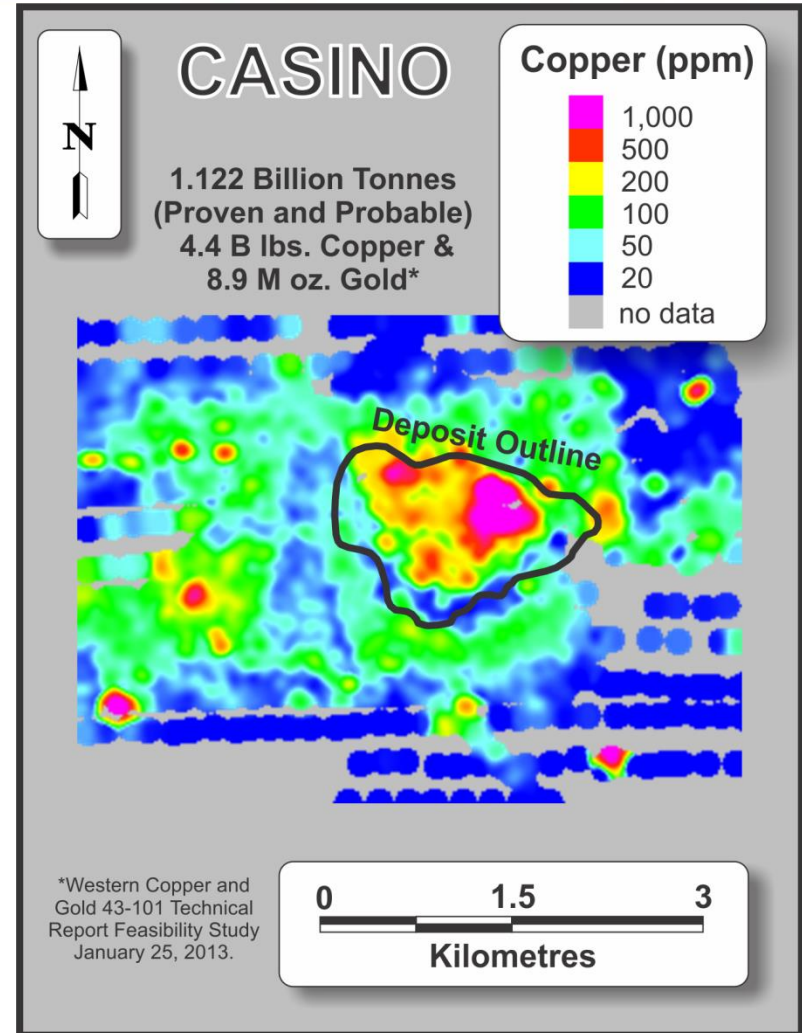 CASINO
N
1.122 Billion Tonnes
(Proven and Probable)
4.4 B lbs. Copper &
8.9 M oz. Gold*
Copper (ppm)
1,000
500
200
100
50
20
no data
Deposit Outline
*Western Copper and
Gold 43-101 Technical
Report Feasibility Study
January 25, 2013.
0 1.5 3
Kilometres